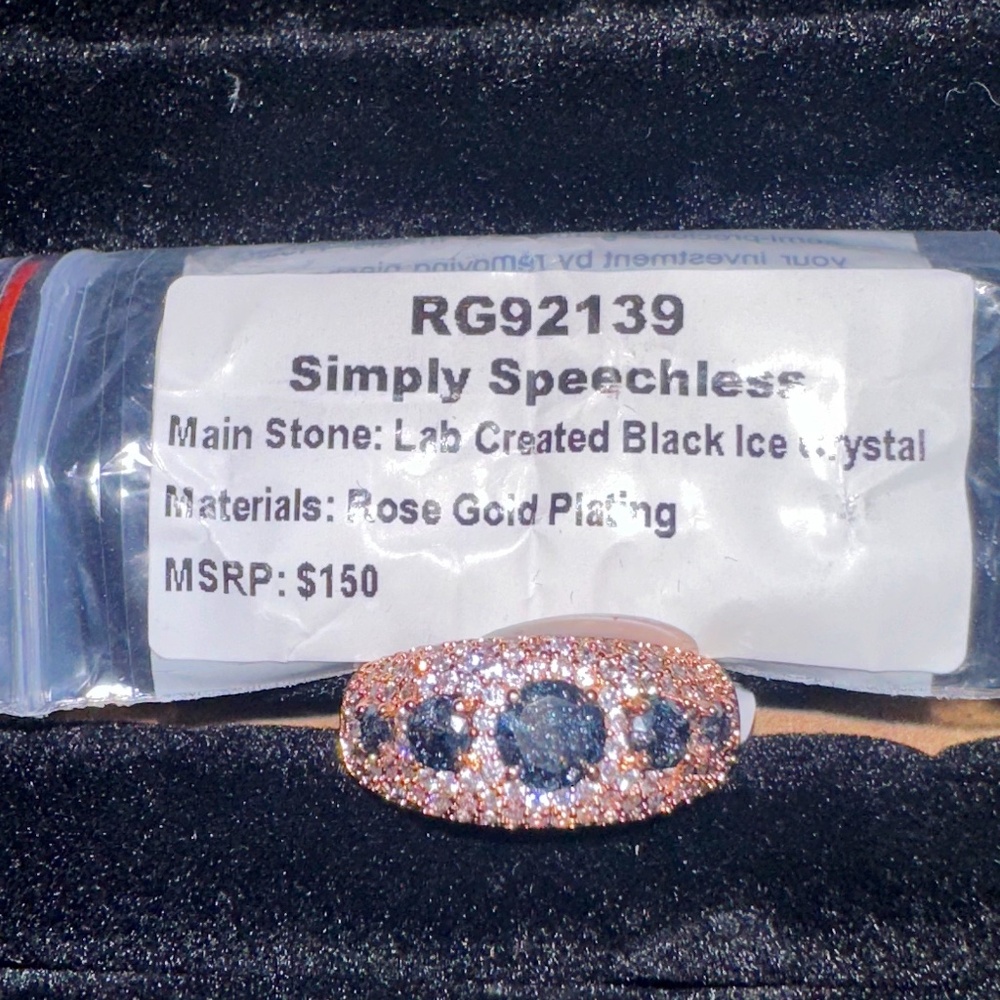 your investment by removing
RG92139
Simply Speechless
Main Stone: Lab Created Black Ice Crystal
Materials: Rose Gold Plating
MSRP: $150